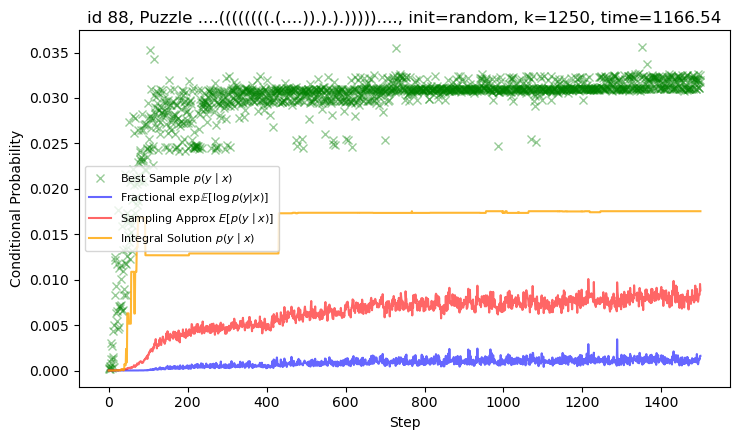 id 88, Puzzle ....((((((((.(.(....)).).).).)))))...., init=random, k=1250, time=1166.54
Conditional Probability
0.035
0.030
0.025
0.020
0.015
0.010
0.005
0.000
Best Sample p(y | x)
Fractional exp𝔼[log p(y|x)]
Sampling Approx E[p(y | x)]
Integral Solution p(y | x)
0 200 400 600 800 1000 1200 1400
Step